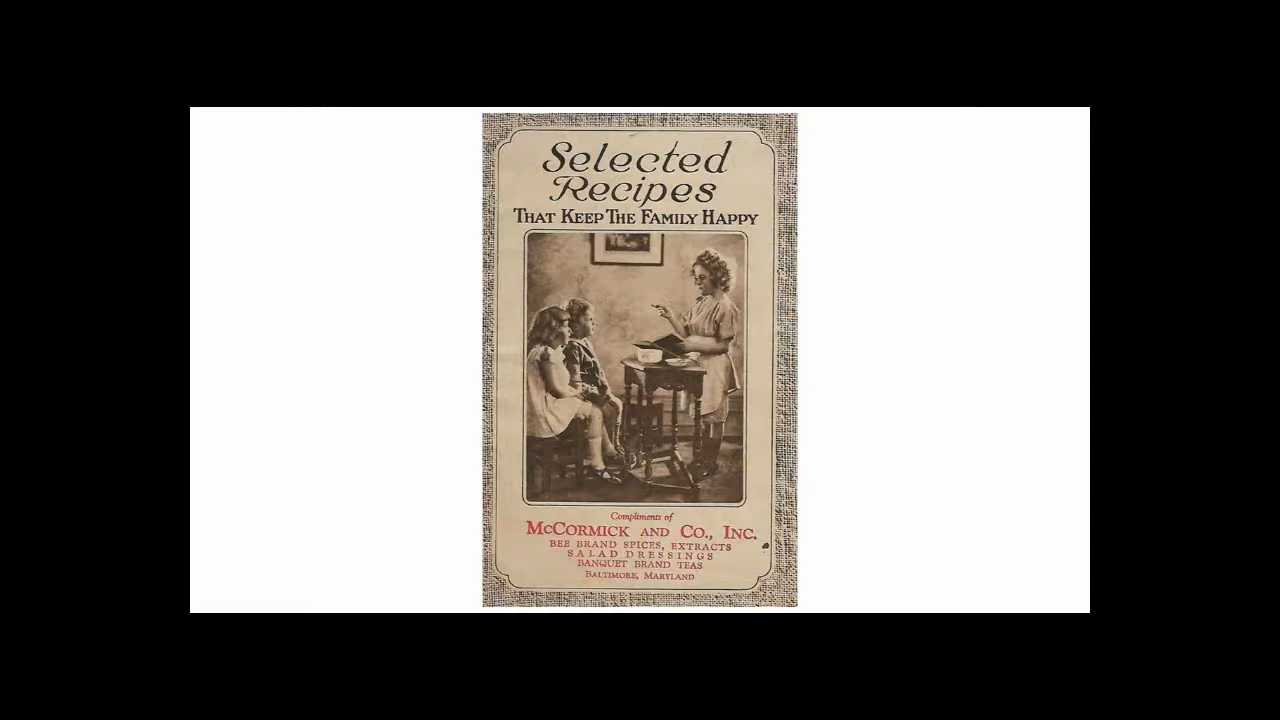 Selected
Recipes
THAT KEEP THE FAMILY HAPPY
Compliments of
MCCORMICK AND CO., INC.
BEE BRAND SPICES, EXTRACTS
SALAD DRESSINGS
BANQUET BRAND TEAS
BALTIMORE, MARYLAND